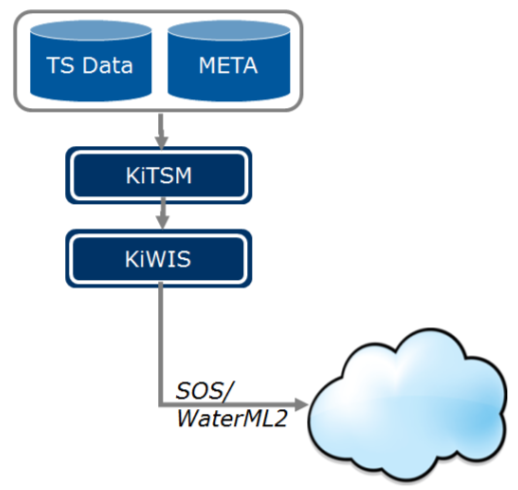 TS Data
META
KiTSM
KiWIS
SOS/
WaterML2